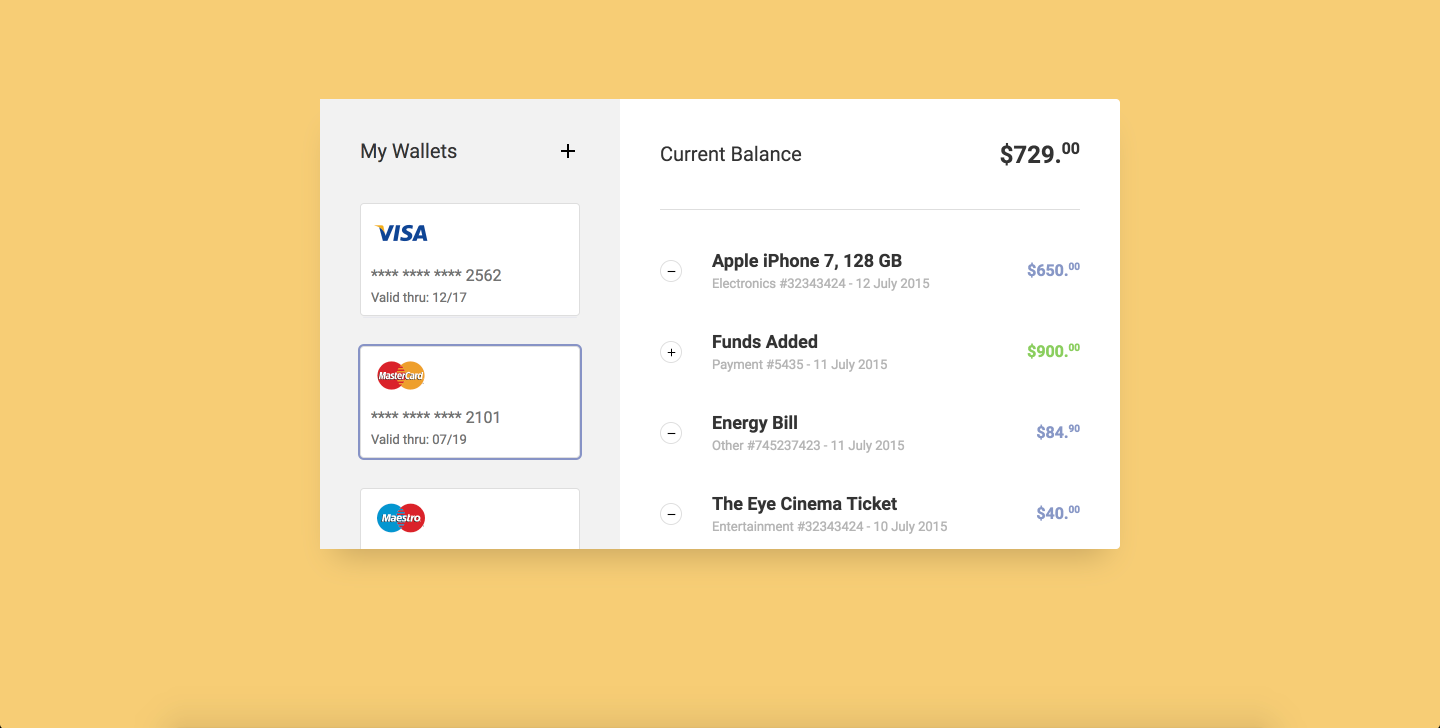 My Wallets +
VISA
**** **** **** 2562
Valid thru: 12/17
MasterCard
**** **** **** 2101
Valid thru: 07/19
Maestro
Current Balance $729.00
Apple iPhone 7, 128 GB
Electronics #32343424 - 12 July 2015
$650.00
Funds Added
Payment #5435 - 11 July 2015
$900.00
Energy Bill
Other #745237423 - 11 July 2015
$84.90
The Eye Cinema Ticket
Entertainment #32343424 - 10 July 2015
$40.00